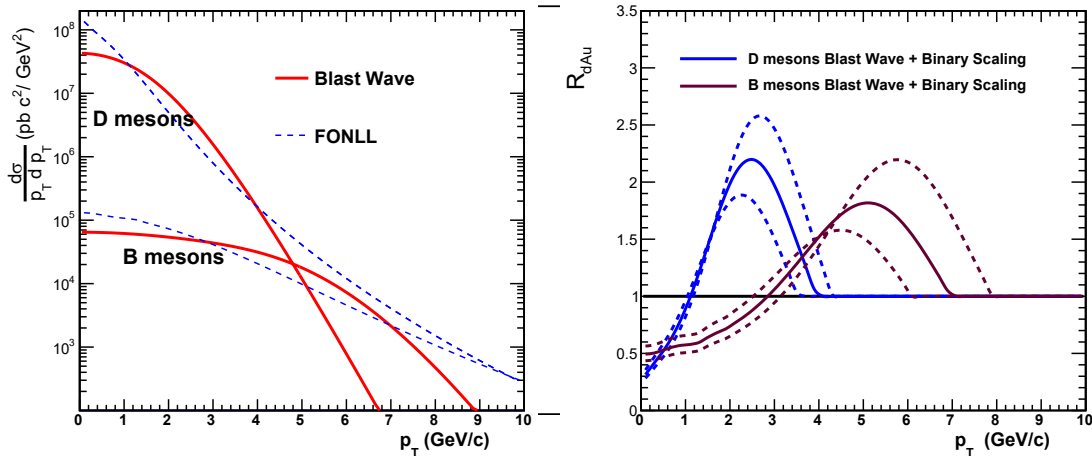 dσ
p_T d p_T (pb c²/ GeV²)
10⁸
10⁷
10⁶
10⁵
10⁴
10³
Blast Wave
FONLL
D mesons
B mesons
0 1 2 3 4 5 6 7 8 9 10
p_T (GeV/c)
R_dAu
3.5
3
2.5
2
1.5
1
0.5
0
D mesons Blast Wave + Binary Scaling
B mesons Blast Wave + Binary Scaling
0 1 2 3 4 5 6 7 8 9 10
p_T (GeV/c)